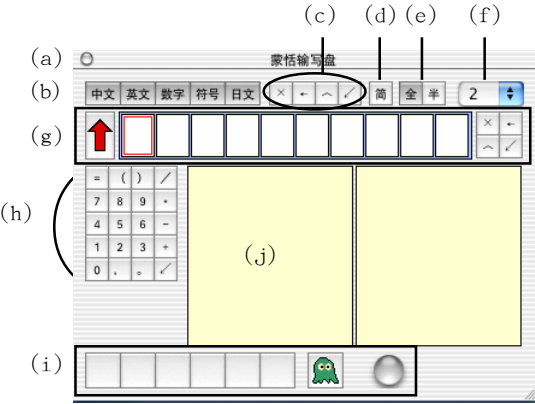 (c) (d) (e) (f)
(a) 蒙恬输写盘
(b) 中文 英文 数字 符号 日文 × ← ︿ ↙ 简 全 半 2
(g) × ← ︿ ↙
(h)
= ( ) /
7 8 9 *
4 5 6 -
1 2 3 +
0 . 。 ↙
(j)
(i)